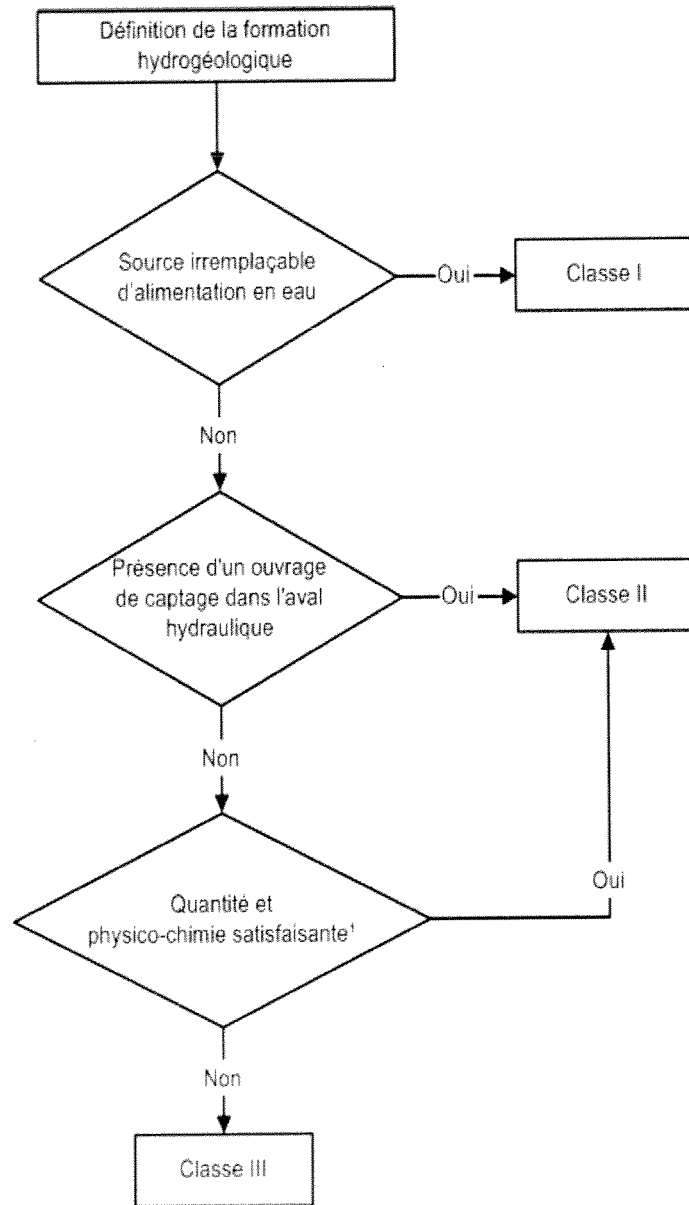 Définition de la formation
hydrogéologique
Source irremplaçable
d'alimentation en eau
Oui
Classe I
Non
Présence d'un ouvrage
de captage dans l'aval
hydraulique
Oui
Classe II
Non
Quantité et
physico-chimie satisfaisante¹
Oui
Non
Classe III